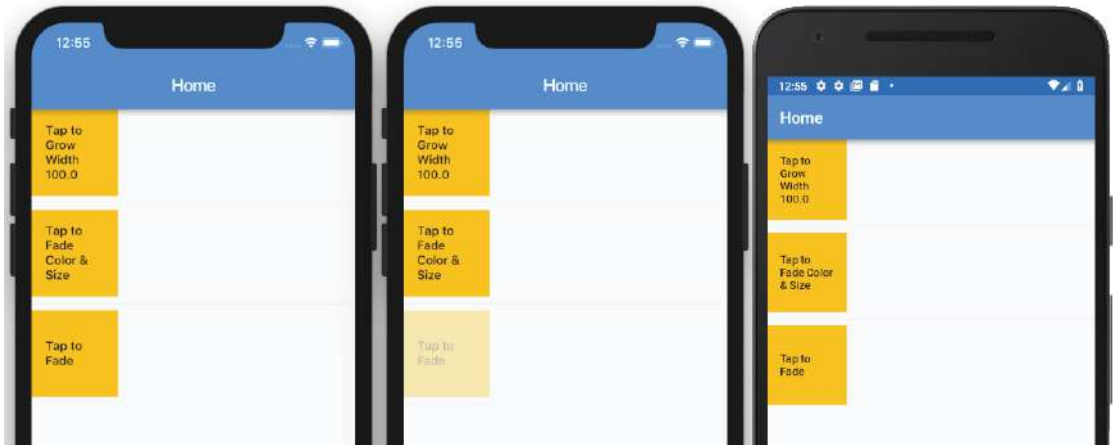 12:55
Home
Tap to
Grow
Width
100.0
Tap to
Fade
Color &
Size
Tap to
Fade
12:55
Home
Tap to
Grow
Width
100.0
Tap to
Fade
Color &
Size
Tap to
Fade
12:55
Home
Tap to
Grow
Width
100.0
Tap to
Fade Color
& Size
Tap to
Fade